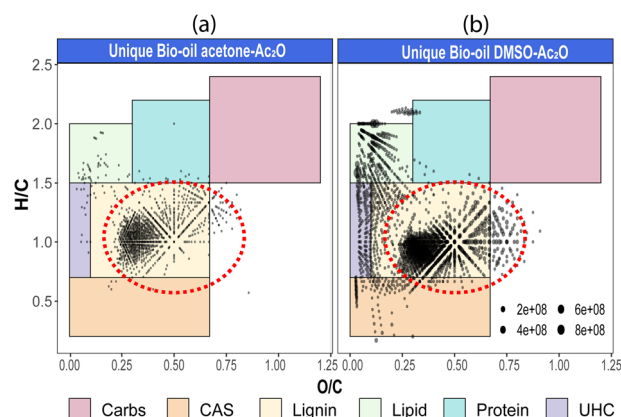 (a) (b)
Unique Bio-oil acetone-Ac₂O Unique Bio-oil DMSO-Ac₂O
2.5
2.0
1.5
1.0
0.5
H/C
2e+08 6e+08
4e+08 8e+08
0.00 0.25 0.50 0.75 1.00 1.25 0.00 0.25 0.50 0.75 1.00 1.25
O/C
Carbs CAS Lignin Lipid Protein UHC